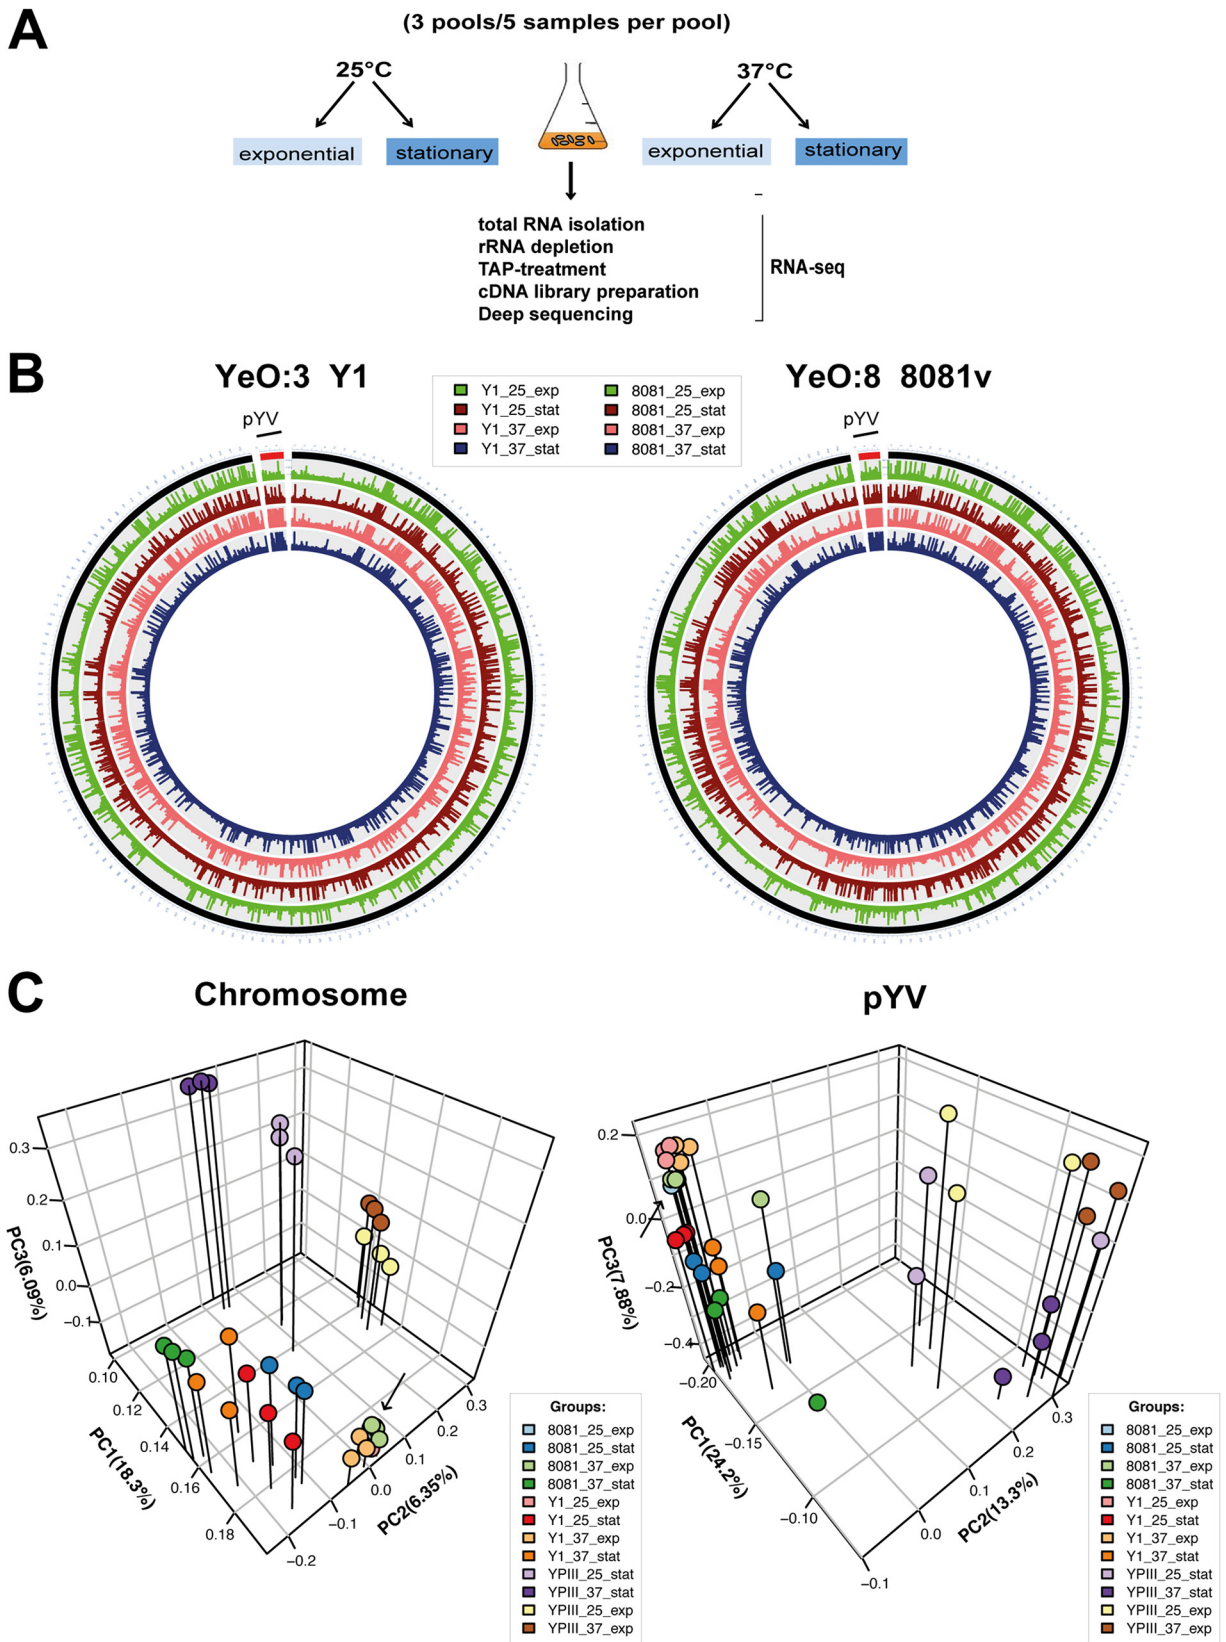 A
(3 pools/5 samples per pool)
25°C
37°C
exponential
stationary
exponential
stationary
total RNA isolation
rRNA depletion
TAP-treatment
cDNA library preparation
Deep sequencing
RNA-seq
B
YeO:3 Y1
YeO:8 8081v
pYV
pYV
Y1_25_exp
Y1_25_stat
Y1_37_exp
Y1_37_stat
8081_25_exp
8081_25_stat
8081_37_exp
8081_37_stat
C
Chromosome
pYV
0.3
0.2
0.1
0.0
−0.1
PC3(6.09%)
0.10
0.12
0.14
0.16
0.18
PC1(18.3%)
−0.2
−0.1
0.0
0.1
0.2
0.3
PC2(6.35%)
Groups:
8081_25_exp
8081_25_stat
8081_37_exp
8081_37_stat
Y1_25_exp
Y1_25_stat
Y1_37_exp
Y1_37_stat
YPIII_25_stat
YPIII_37_stat
YPIII_25_exp
YPIII_37_exp
0.2
0.0
−0.2
−0.4
PC3(7.88%)
−0.20
−0.15
−0.10
PC1(24.2%)
−0.1
0.0
0.1
0.2
0.3
PC2(13.3%)
Groups:
8081_25_exp
8081_25_stat
8081_37_exp
8081_37_stat
Y1_25_exp
Y1_25_stat
Y1_37_exp
Y1_37_stat
YPIII_25_stat
YPIII_37_stat
YPIII_25_exp
YPIII_37_exp